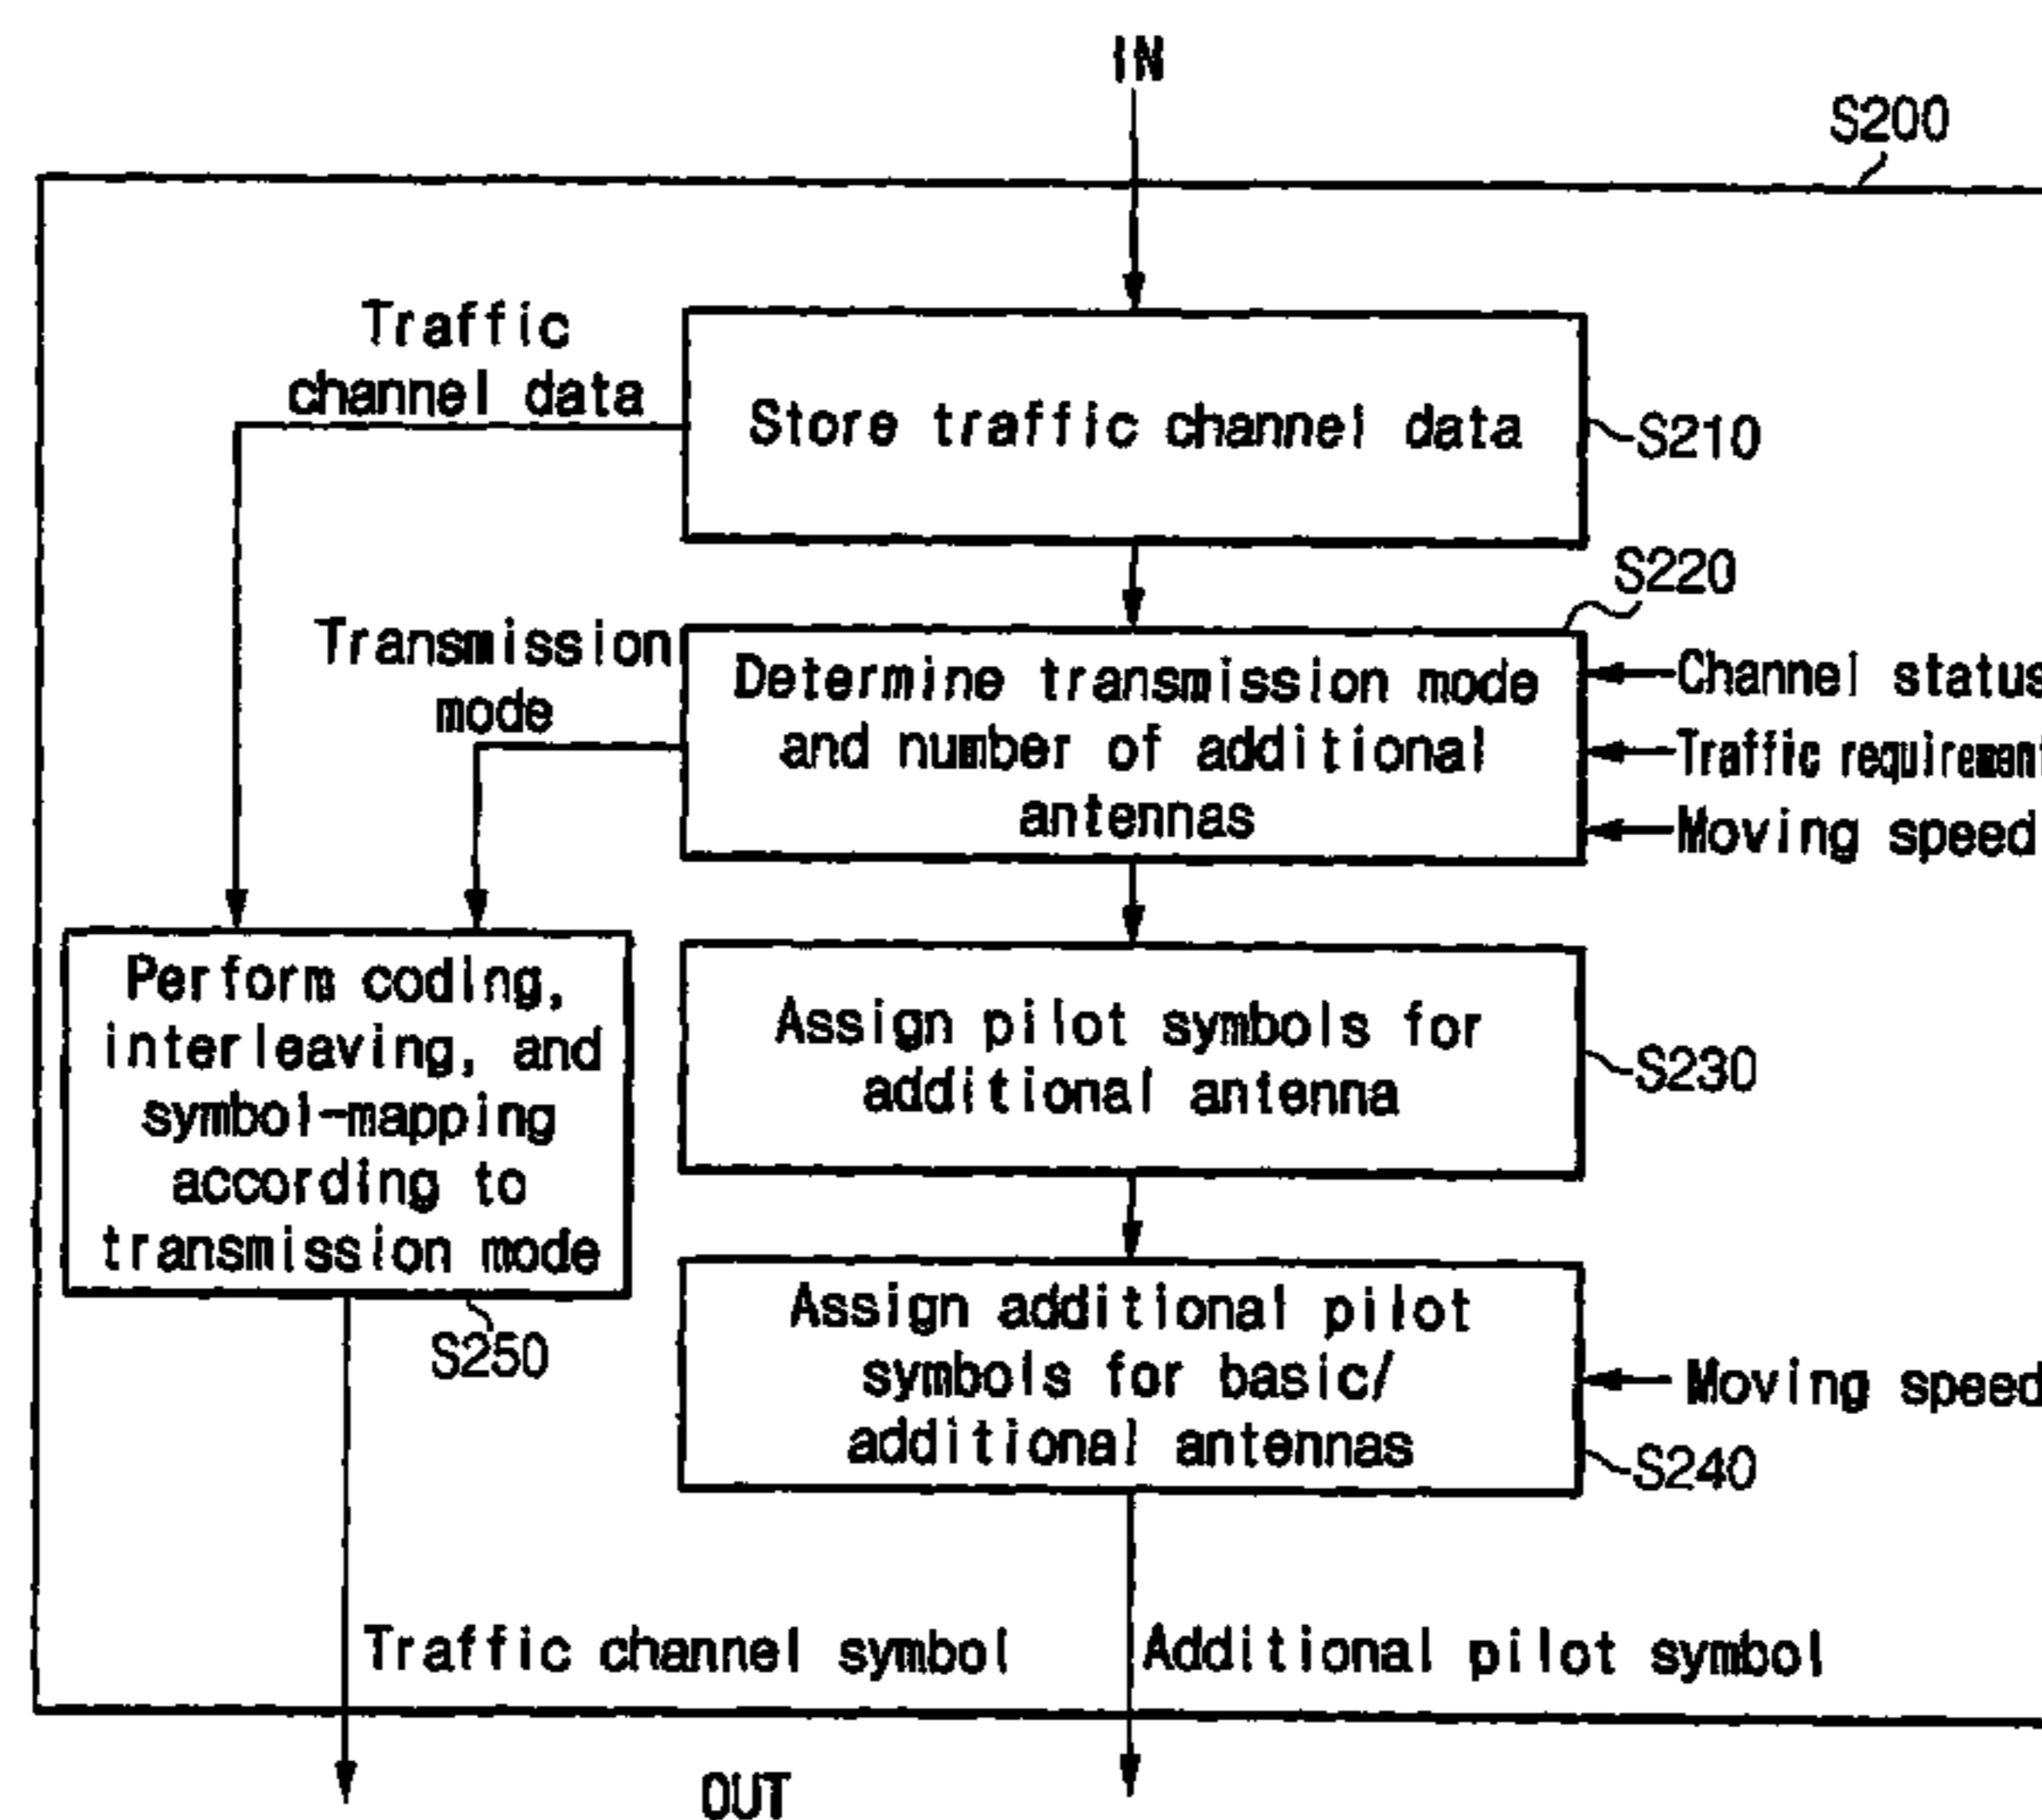 IN
S200
Traffic
channel data
Store traffic channel data
S210
S220
Transmission
mode
Determine transmission mode
and number of additional
antennas
Channel status
Traffic requirement
Moving speed
Perform coding,
interleaving, and
symbol-mapping
according to
transmission mode
S250
Assign pilot symbols for
additional antenna
S230
Assign additional pilot
symbols for basic/
additional antennas
Moving speed
S240
Traffic channel symbol
Additional pilot symbol
OUT